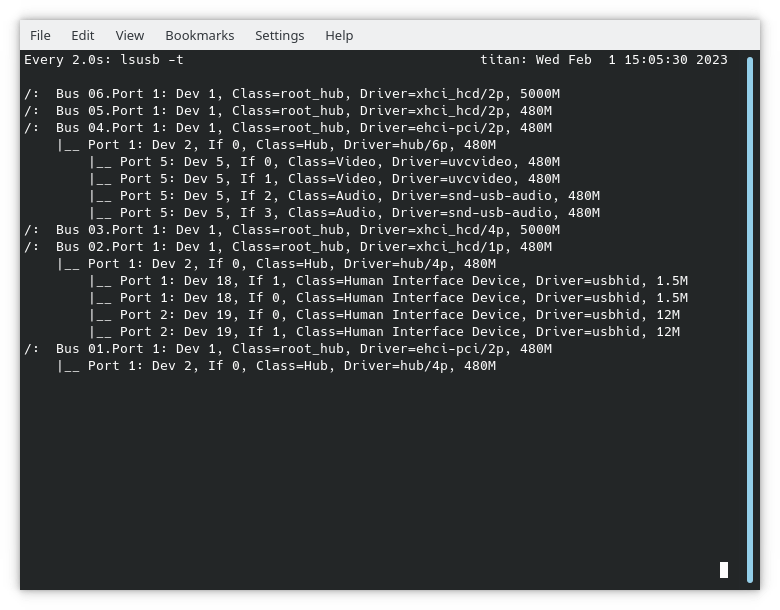 File Edit View Bookmarks Settings Help
Every 2.0s: lsusb -t titan: Wed Feb  1 15:05:30 2023
/:  Bus 06.Port 1: Dev 1, Class=root_hub, Driver=xhci_hcd/2p, 5000M
/:  Bus 05.Port 1: Dev 1, Class=root_hub, Driver=xhci_hcd/2p, 480M
/:  Bus 04.Port 1: Dev 1, Class=root_hub, Driver=ehci-pci/2p, 480M
    |__ Port 1: Dev 2, If 0, Class=Hub, Driver=hub/6p, 480M
        |__ Port 5: Dev 5, If 0, Class=Video, Driver=uvcvideo, 480M
        |__ Port 5: Dev 5, If 1, Class=Video, Driver=uvcvideo, 480M
        |__ Port 5: Dev 5, If 2, Class=Audio, Driver=snd-usb-audio, 480M
        |__ Port 5: Dev 5, If 3, Class=Audio, Driver=snd-usb-audio, 480M
/:  Bus 03.Port 1: Dev 1, Class=root_hub, Driver=xhci_hcd/4p, 5000M
/:  Bus 02.Port 1: Dev 1, Class=root_hub, Driver=xhci_hcd/1p, 480M
    |__ Port 1: Dev 2, If 0, Class=Hub, Driver=hub/4p, 480M
        |__ Port 1: Dev 18, If 1, Class=Human Interface Device, Driver=usbhid, 1.5M
        |__ Port 1: Dev 18, If 0, Class=Human Interface Device, Driver=usbhid, 1.5M
        |__ Port 2: Dev 19, If 0, Class=Human Interface Device, Driver=usbhid, 12M
        |__ Port 2: Dev 19, If 1, Class=Human Interface Device, Driver=usbhid, 12M
/:  Bus 01.Port 1: Dev 1, Class=root_hub, Driver=ehci-pci/2p, 480M
    |__ Port 1: Dev 2, If 0, Class=Hub, Driver=hub/4p, 480M